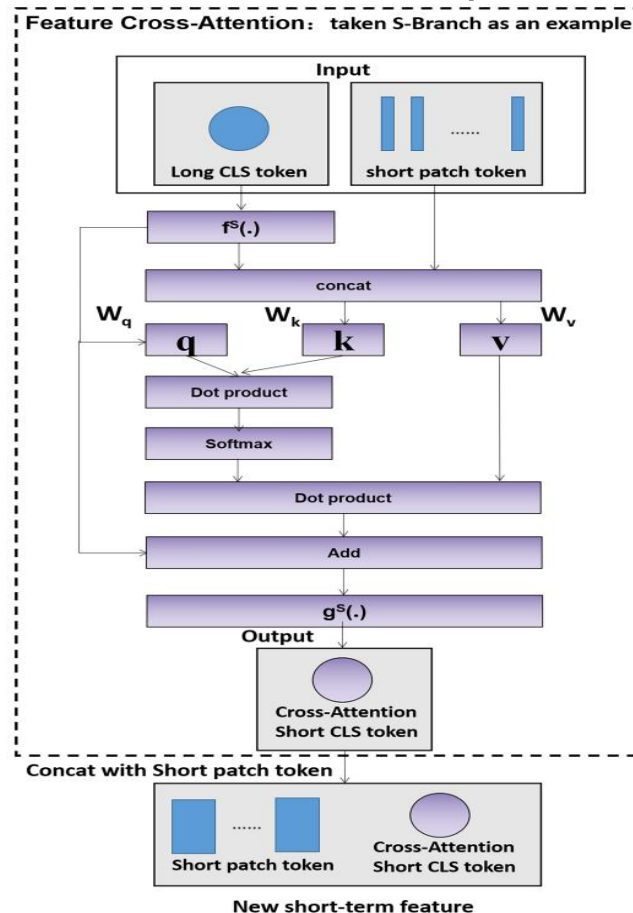 Feature Cross-Attention: taken S-Branch as an example
Input
Long CLS token
......
short patch token
fS(.)
concat
Wq
Wk
Wv
q
k
v
Dot product
Softmax
Dot product
Add
gS(.)
Output
Cross-Attention
Short CLS token
Concat with Short patch token
......
Short patch token
Cross-Attention
Short CLS token
New short-term feature